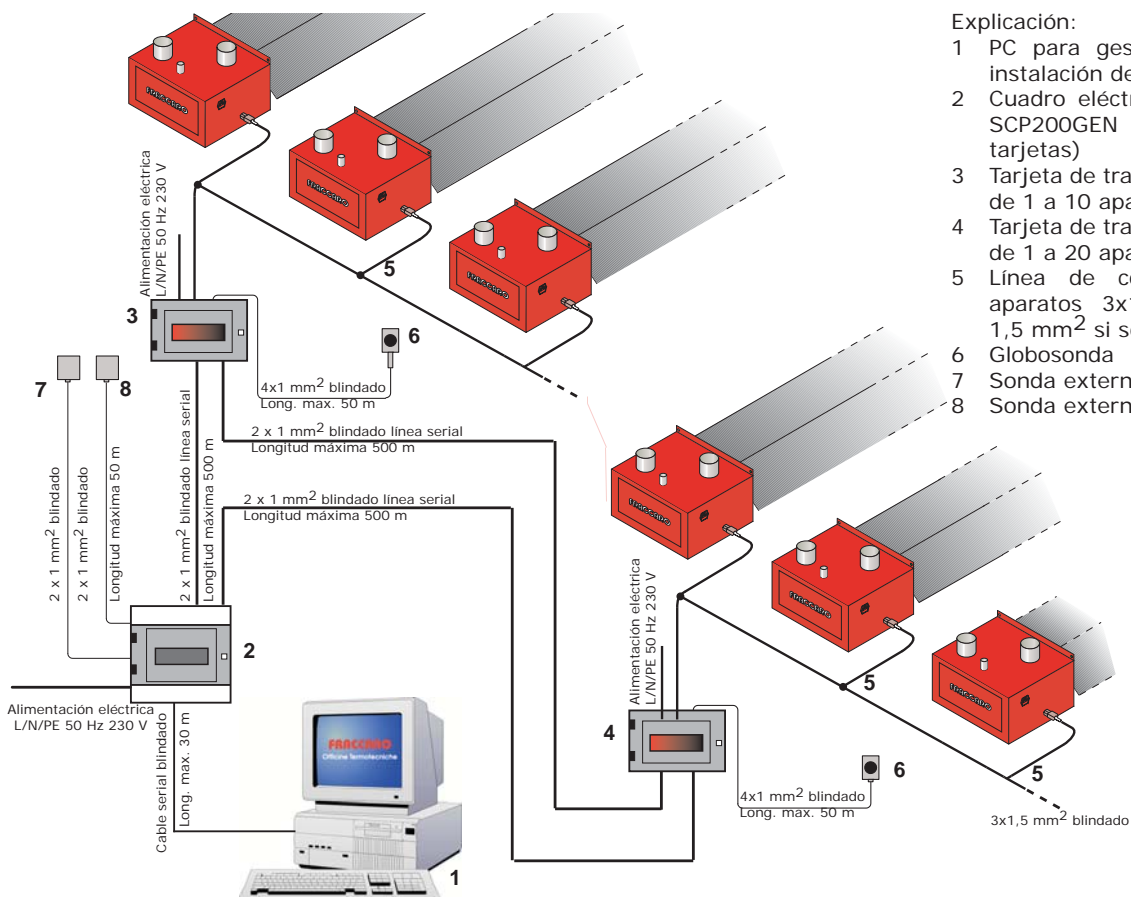 Explicación:
1 PC para ges
instalación de
2 Cuadro eléctr
SCP200GEN
tarjetas)
3 Tarjeta de tra
de 1 a 10 apa
4 Tarjeta de tra
de 1 a 20 apa
5 Línea de co
aparatos 3x1
1,5 mm² si se
6 Globosonda
7 Sonda extern
8 Sonda extern
FRACCARO
FRACCARO
FRACCARO
Alimentación eléctrica
L/N/PE 50 Hz 230 V
5
3
6
4x1 mm² blindado
Long. max. 50 m
7
8
2 x 1 mm² blindado línea serial
Longitud máxima 500 m
2 x 1 mm² blindado línea serial
Longitud máxima 500 m
2 x 1 mm² blindado
2 x 1 mm² blindado
Longitud máxima 50 m
2 x 1 mm² blindado línea serial
Longitud máxima 500 m
2
Alimentación eléctrica
L/N/PE 50 Hz 230 V
Cable serial blindado
Long. max. 30 m
FRACCARO
Officine Termotecniche
1
FRACCARO
FRACCARO
FRACCARO
Alimentación eléctrica
L/N/PE 50 Hz 230 V
5
4
6
4x1 mm² blindado
Long. max. 50 m
5
3x1,5 mm² blindado